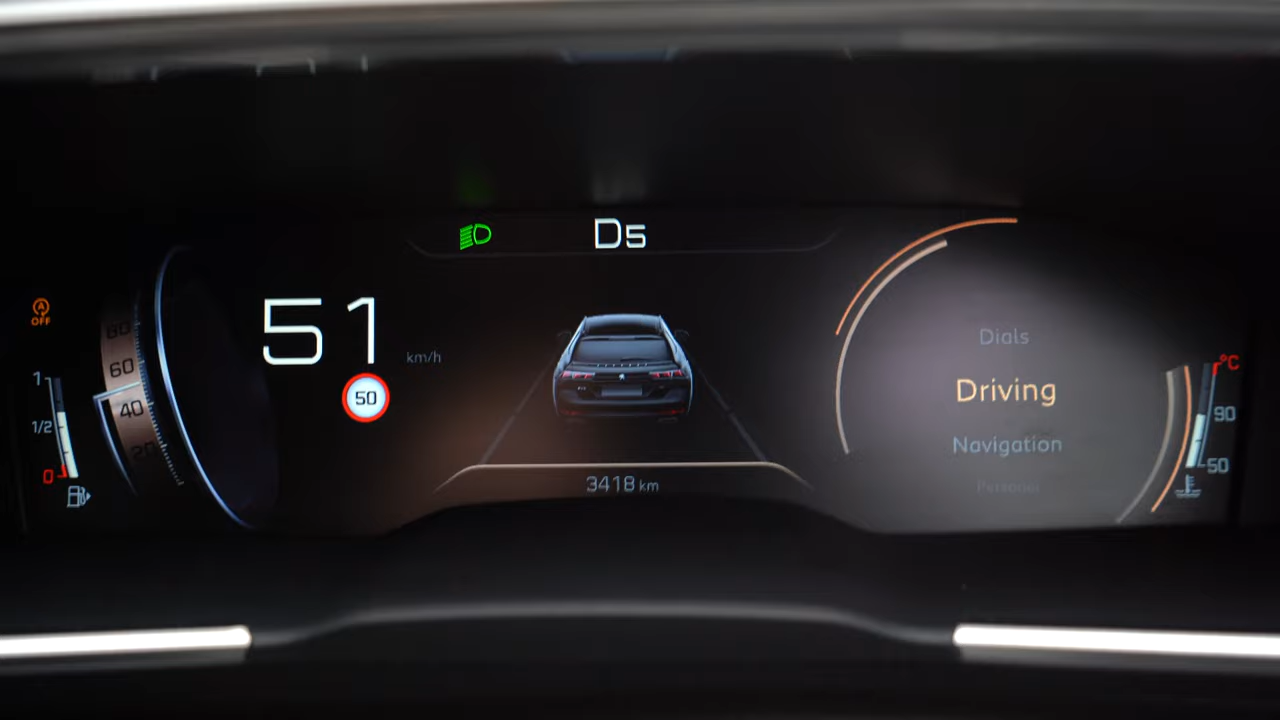 D5
A
OFF
80
60
40
20
51 km/h
50
1
1/2
0
3418 km
Dials
Driving
Navigation
Personal
°C
90
50